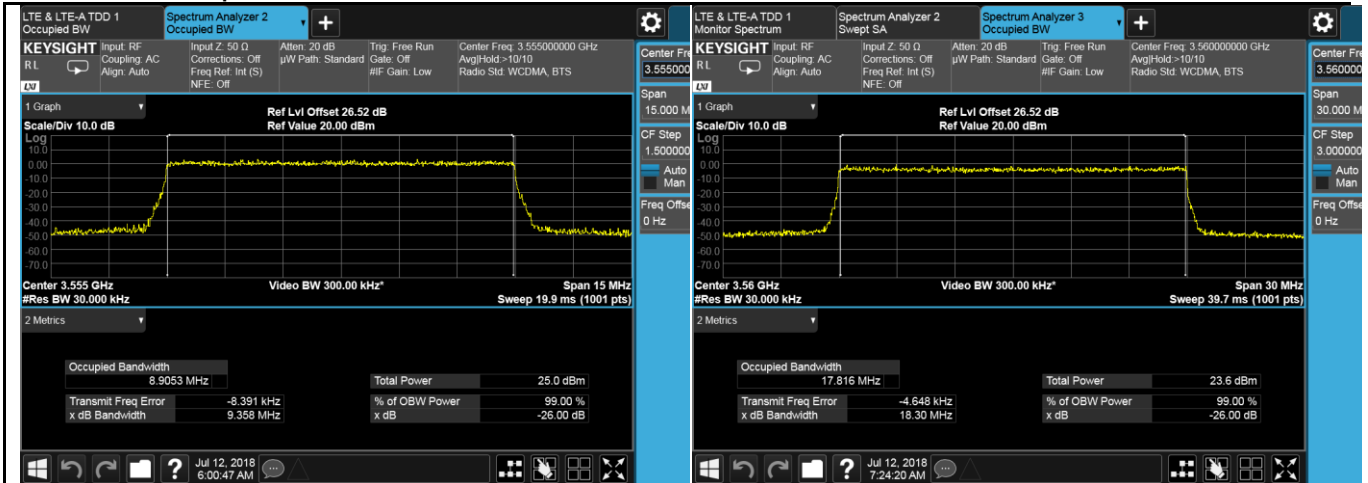 LTE & LTE-A TDD 1
Occupied BW
Spectrum Analyzer 2
Occupied BW
KEYSIGHT
R L
LXI
Input: RF
Coupling: AC
Align: Auto
Input Z: 50 Ω
Corrections: Off
Freq Ref: Int (S)
NFE: Off
Atten: 20 dB
µW Path: Standard
Trig: Free Run
Gate: Off
#IF Gain: Low
Center Freq: 3.555000000 GHz
Avg|Hold:>10/10
Radio Std: WCDMA, BTS
Center Fre
3.555000
Span
15.000 M
CF Step
1.500000
Auto
Man
Freq Offse
0 Hz
1 Graph
Scale/Div 10.0 dB
Ref Lvl Offset 26.52 dB
Ref Value 20.00 dBm
Log
10.0
0.00
-10.0
-20.0
-30.0
-40.0
-50.0
-60.0
-70.0
Center 3.555 GHz
#Res BW 30.000 kHz
Video BW 300.00 kHz*
Span 15 MHz
Sweep 19.9 ms (1001 pts)
2 Metrics
Occupied Bandwidth
8.9053 MHz
Total Power 25.0 dBm
Transmit Freq Error -8.391 kHz
% of OBW Power 99.00 %
x dB Bandwidth 9.358 MHz
x dB -26.00 dB
?
Jul 12, 2018
6:00:47 AM
LTE & LTE-A TDD 1
Monitor Spectrum
Spectrum Analyzer 2
Swept SA
Spectrum Analyzer 3
Occupied BW
KEYSIGHT
R L
LXI
Input: RF
Coupling: AC
Align: Auto
Input Z: 50 Ω
Corrections: Off
Freq Ref: Int (S)
NFE: Off
Atten: 20 dB
µW Path: Standard
Trig: Free Run
Gate: Off
#IF Gain: Low
Center Freq: 3.560000000 GHz
Avg|Hold:>10/10
Radio Std: WCDMA, BTS
Center Fre
3.560000
Span
30.000 M
CF Step
3.000000
Auto
Man
Freq Offse
0 Hz
1 Graph
Scale/Div 10.0 dB
Ref Lvl Offset 26.52 dB
Ref Value 20.00 dBm
Log
10.0
0.00
-10.0
-20.0
-30.0
-40.0
-50.0
-60.0
-70.0
Center 3.56 GHz
#Res BW 30.000 kHz
Video BW 300.00 kHz*
Span 30 MHz
Sweep 39.7 ms (1001 pts)
2 Metrics
Occupied Bandwidth
17.816 MHz
Total Power 23.6 dBm
Transmit Freq Error -4.648 kHz
% of OBW Power 99.00 %
x dB Bandwidth 18.30 MHz
x dB -26.00 dB
?
Jul 12, 2018
7:24:20 AM